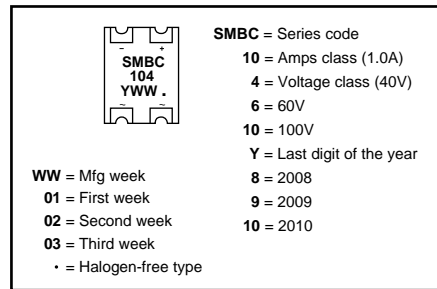 - +
SMBC
104
YWW .
~ ~
SMBC = Series code
10 = Amps class (1.0A)
4 = Voltage class (40V)
6 = 60V
10 = 100V
Y = Last digit of the year
8 = 2008
9 = 2009
10 = 2010
WW = Mfg week
01 = First week
02 = Second week
03 = Third week
· = Halogen-free type